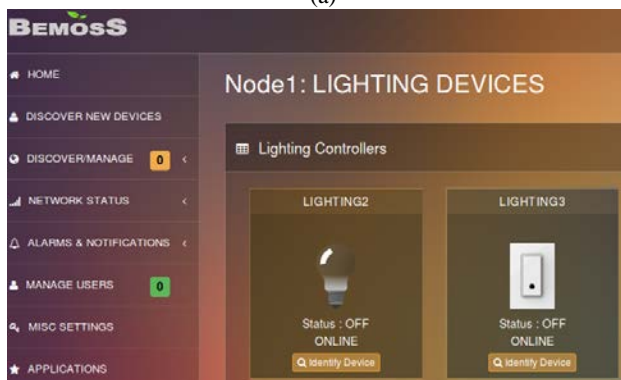 (a)
BEMOSS
HOME
DISCOVER NEW DEVICES
DISCOVER/MANAGE 0
NETWORK STATUS
ALARMS & NOTIFICATIONS
MANAGE USERS 0
MISC SETTINGS
APPLICATIONS
Node1: LIGHTING DEVICES
Lighting Controllers
LIGHTING2
Status : OFF
ONLINE
Identify Device
LIGHTING3
Status : OFF
ONLINE
Identify Device